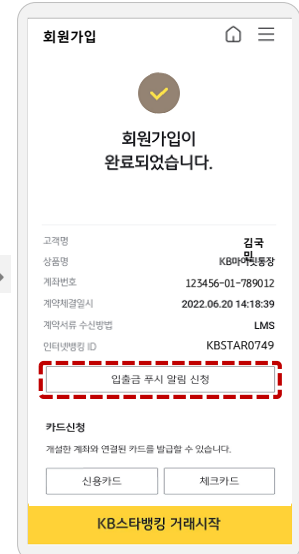 회원가입
회원가입이
완료되었습니다.
고객명 김국민
상품명 KB마이핏통장
계좌번호 123456-01-789012
계약체결일시 2022.06.20 14:18:39
계약서류 수신방법 LMS
인터넷뱅킹 ID KBSTAR0749
입출금 푸시 알림 신청
카드신청
개설한 계좌와 연결된 카드를 발급할 수 있습니다.
신용카드 체크카드
KB스타뱅킹 거래시작